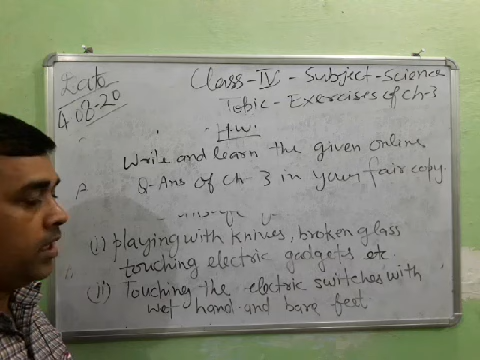 Date
4.08.20
Class-IV - Subject-Science
Tobic - Exercises of Ch-3
H.W.
Write and learn the given online
Q-Ans of Ch-3 in your fair copy.
(i) playing with knives, broken glass
touching electric gadgets etc.
(ii) Touching the electric switches with
wet hand and bare feet